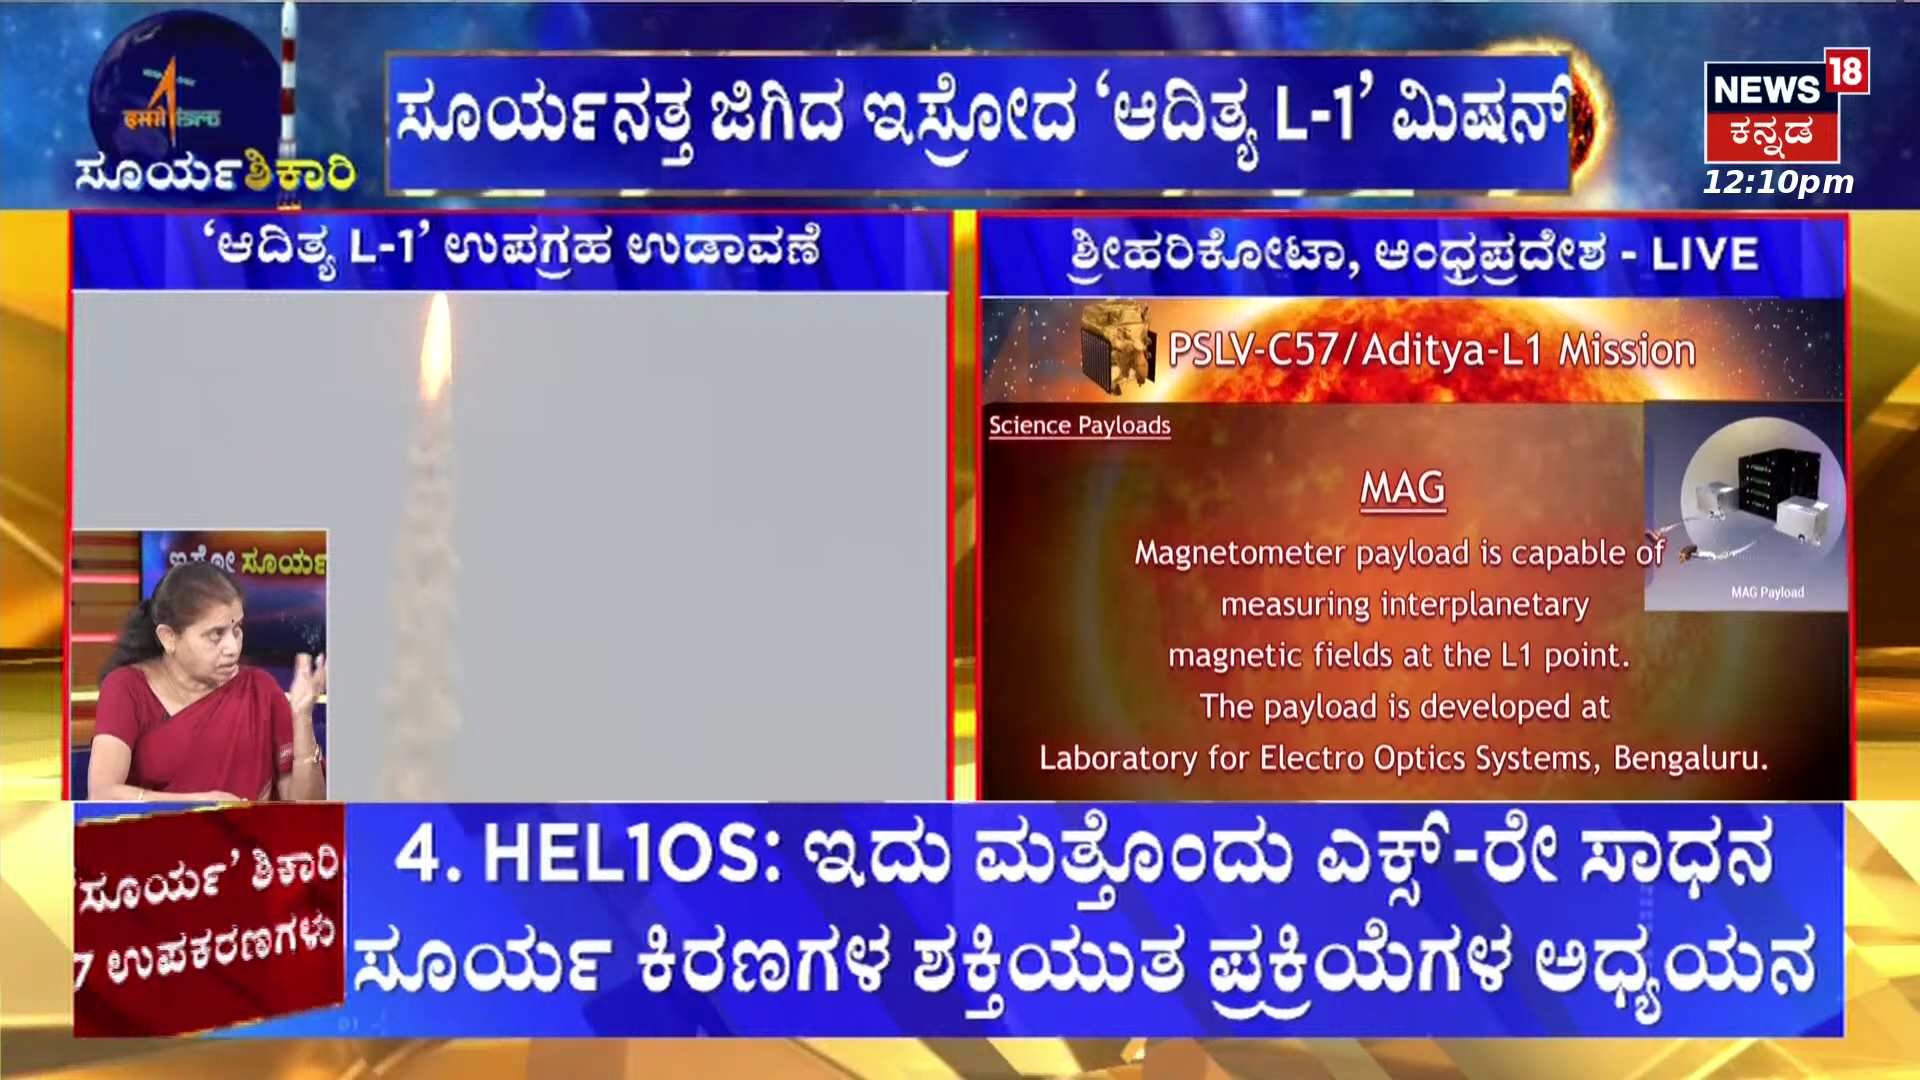 इसरो isro
ಸೂರ್ಯಶಿಕಾರಿ
ಸೂರ್ಯನತ್ತ ಜಿಗಿದ ಇಸ್ರೋದ ‘ಆದಿತ್ಯ L-1’ ಮಿಷನ್
NEWS 18
ಕನ್ನಡ
12:10pm
‘ಆದಿತ್ಯ L-1’ ಉಪಗ್ರಹ ಉಡಾವಣೆ
ಶ್ರೀಹರಿಕೋಟಾ, ಆಂಧ್ರಪ್ರದೇಶ - LIVE
PSLV-C57/Aditya-L1 Mission
Science Payloads
MAG
Magnetometer payload is capable of
measuring interplanetary
magnetic fields at the L1 point.
The payload is developed at
Laboratory for Electro Optics Systems, Bengaluru.
MAG Payload
ಇಸ್ರೋ ಸೂರ್ಯ
ಸೂರ್ಯ’ ಶಿಕಾರಿ
7 ಉಪಕರಣಗಳು
4. HEL1OS: ಇದು ಮತ್ತೊಂದು ಎಕ್ಸ್-ರೇ ಸಾಧನ
ಸೂರ್ಯ ಕಿರಣಗಳ ಶಕ್ತಿಯುತ ಪ್ರಕ್ರಿಯೆಗಳ ಅಧ್ಯಯನ